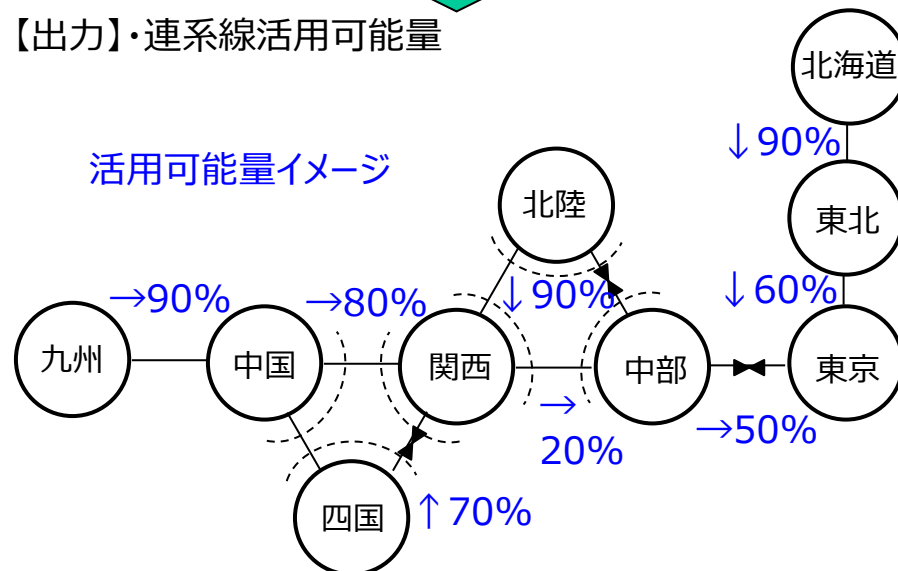 【出力】・連系線活用可能量
北海道
↓90%
活用可能量イメージ
北陸
東北
→90%
→80%
↓90%
↓60%
九州
中国
関西
中部
東京
→
20%
→50%
四国
↑70%